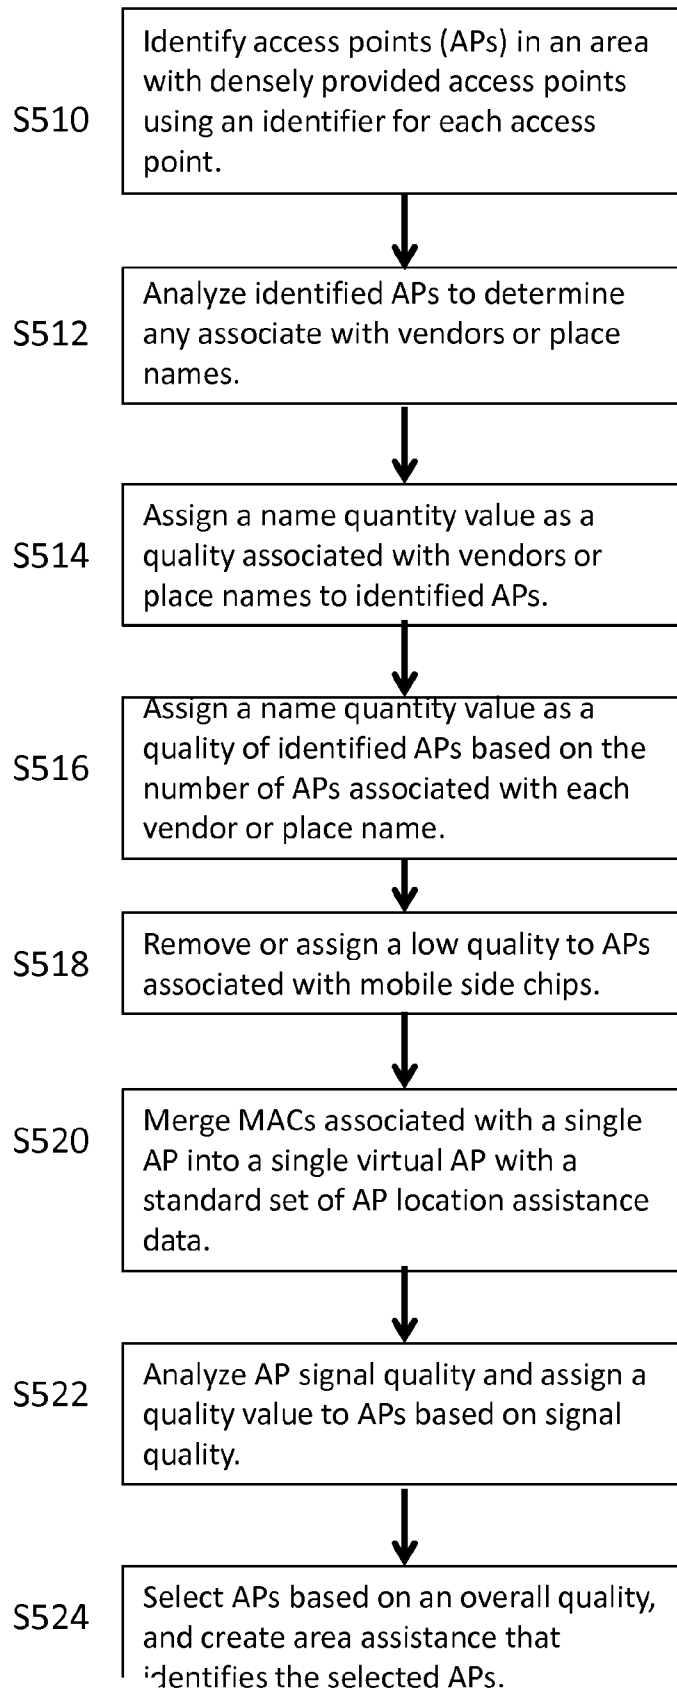 S510
Identify access points (APs) in an area
with densely provided access points
using an identifier for each access
point.
S512
Analyze identified APs to determine
any associate with vendors or place
names.
S514
Assign a name quantity value as a
quality associated with vendors or
place names to identified APs.
S516
Assign a name quantity value as a
quality of identified APs based on the
number of APs associated with each
vendor or place name.
S518
Remove or assign a low quality to APs
associated with mobile side chips.
S520
Merge MACs associated with a single
AP into a single virtual AP with a
standard set of AP location assistance
data.
S522
Analyze AP signal quality and assign a
quality value to APs based on signal
quality.
S524
Select APs based on an overall quality,
and create area assistance that
identifies the selected APs.